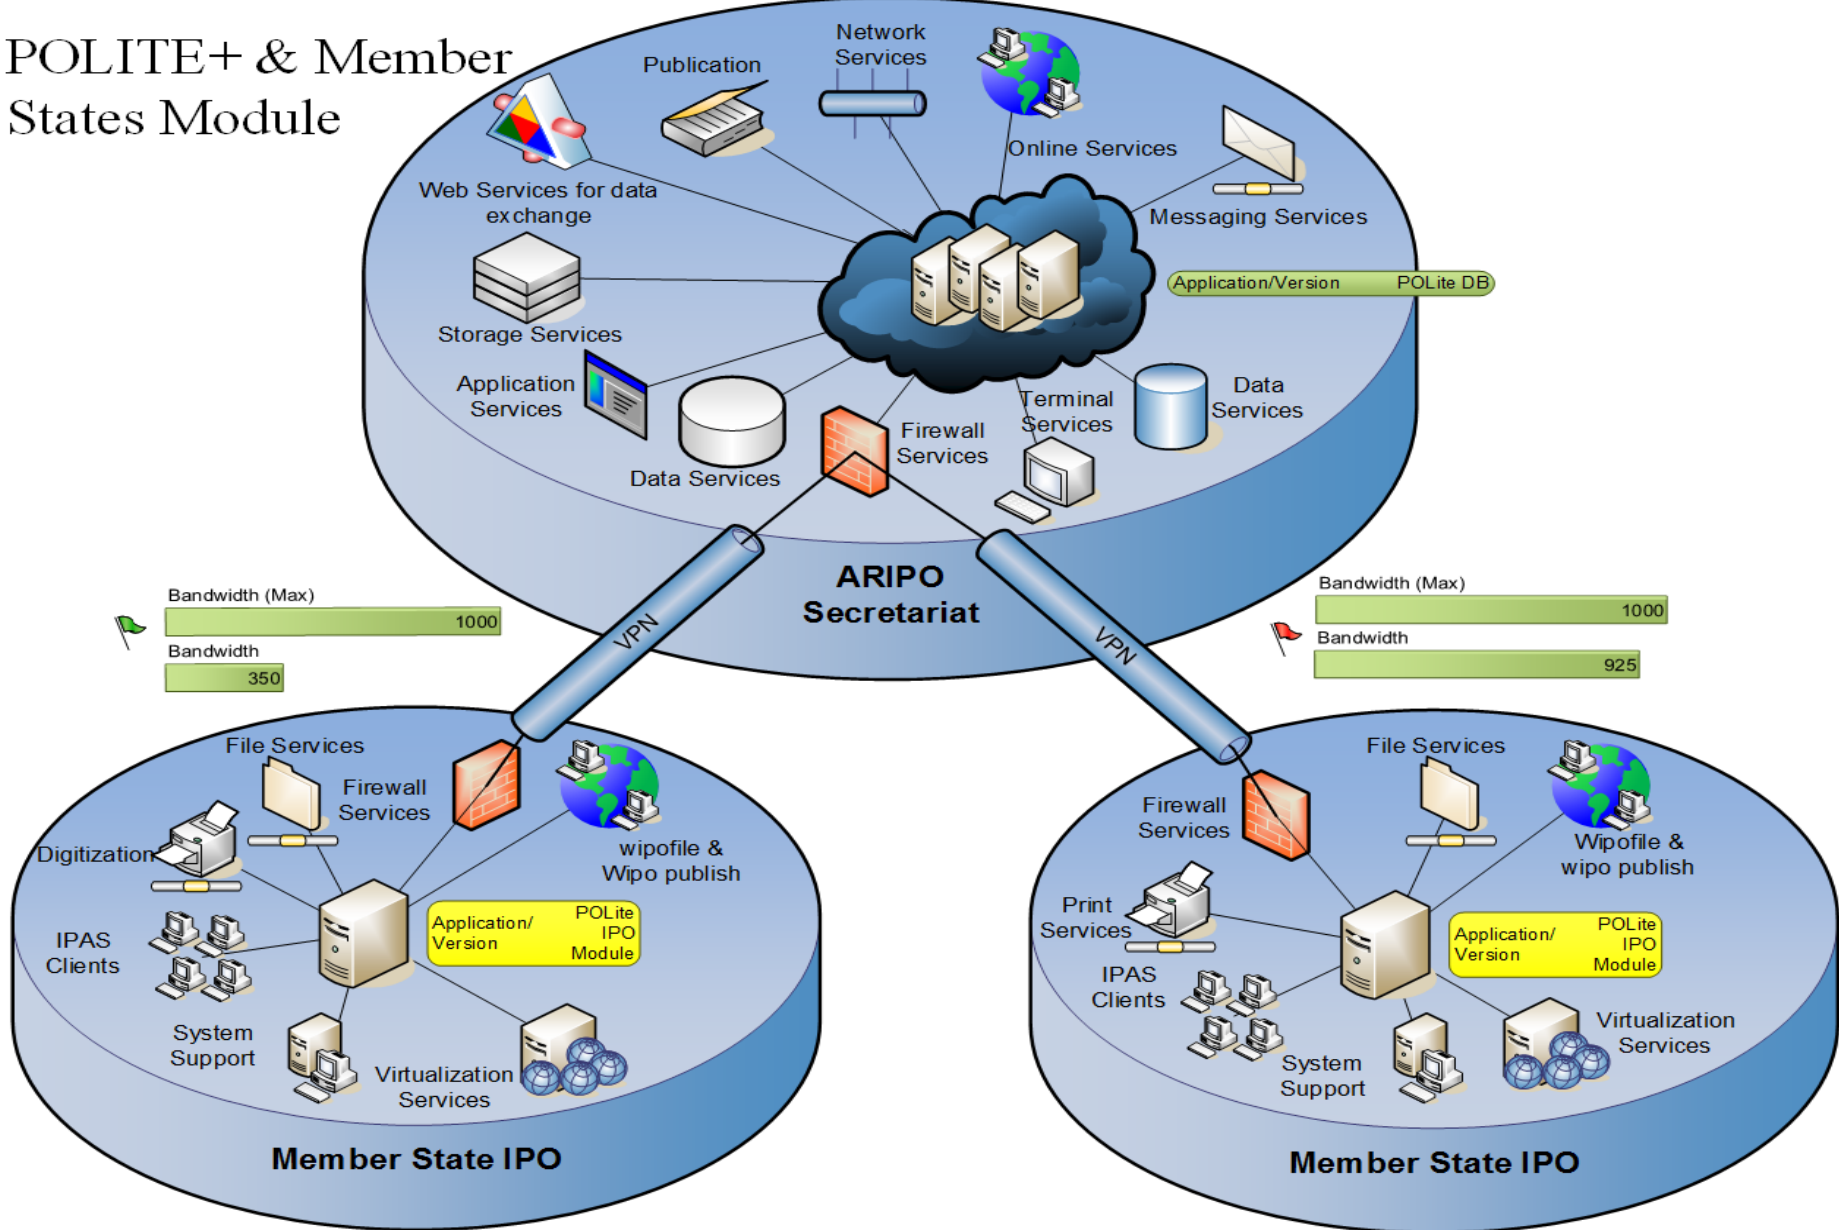 POLITE+ & Member
States Module
Network
Services
Publication
Online Services
Web Services for data
exchange
Messaging Services
Application/Version POLite DB
Storage Services
Application
Services
Data Services
Firewall
Services
Terminal
Services
Data
Services
ARIPO
Secretariat
VPN
VPN
Bandwidth (Max)
1000
Bandwidth
350
Bandwidth (Max)
1000
Bandwidth
925
File Services
Firewall
Services
Digitization
wipofile &
Wipo publish
IPAS
Clients
Application/
Version
POLite
IPO
Module
System
Support
Virtualization
Services
Member State IPO
File Services
Firewall
Services
Wipofile &
wipo publish
Print
Services
IPAS
Clients
Application/
Version
POLite
IPO
Module
System
Support
Virtualization
Services
Member State IPO